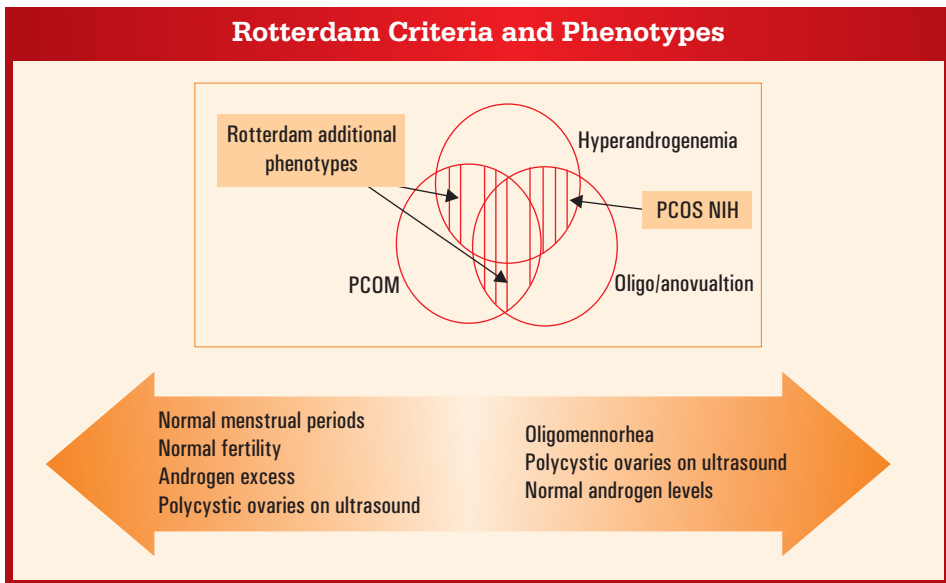 Rotterdam Criteria and Phenotypes
Rotterdam additional
phenotypes
Hyperandrogenemia
PCOS NIH
PCOM
Oligo/anovualtion
Normal menstrual periods
Normal fertility
Androgen excess
Polycystic ovaries on ultrasound
Oligomennorhea
Polycystic ovaries on ultrasound
Normal androgen levels